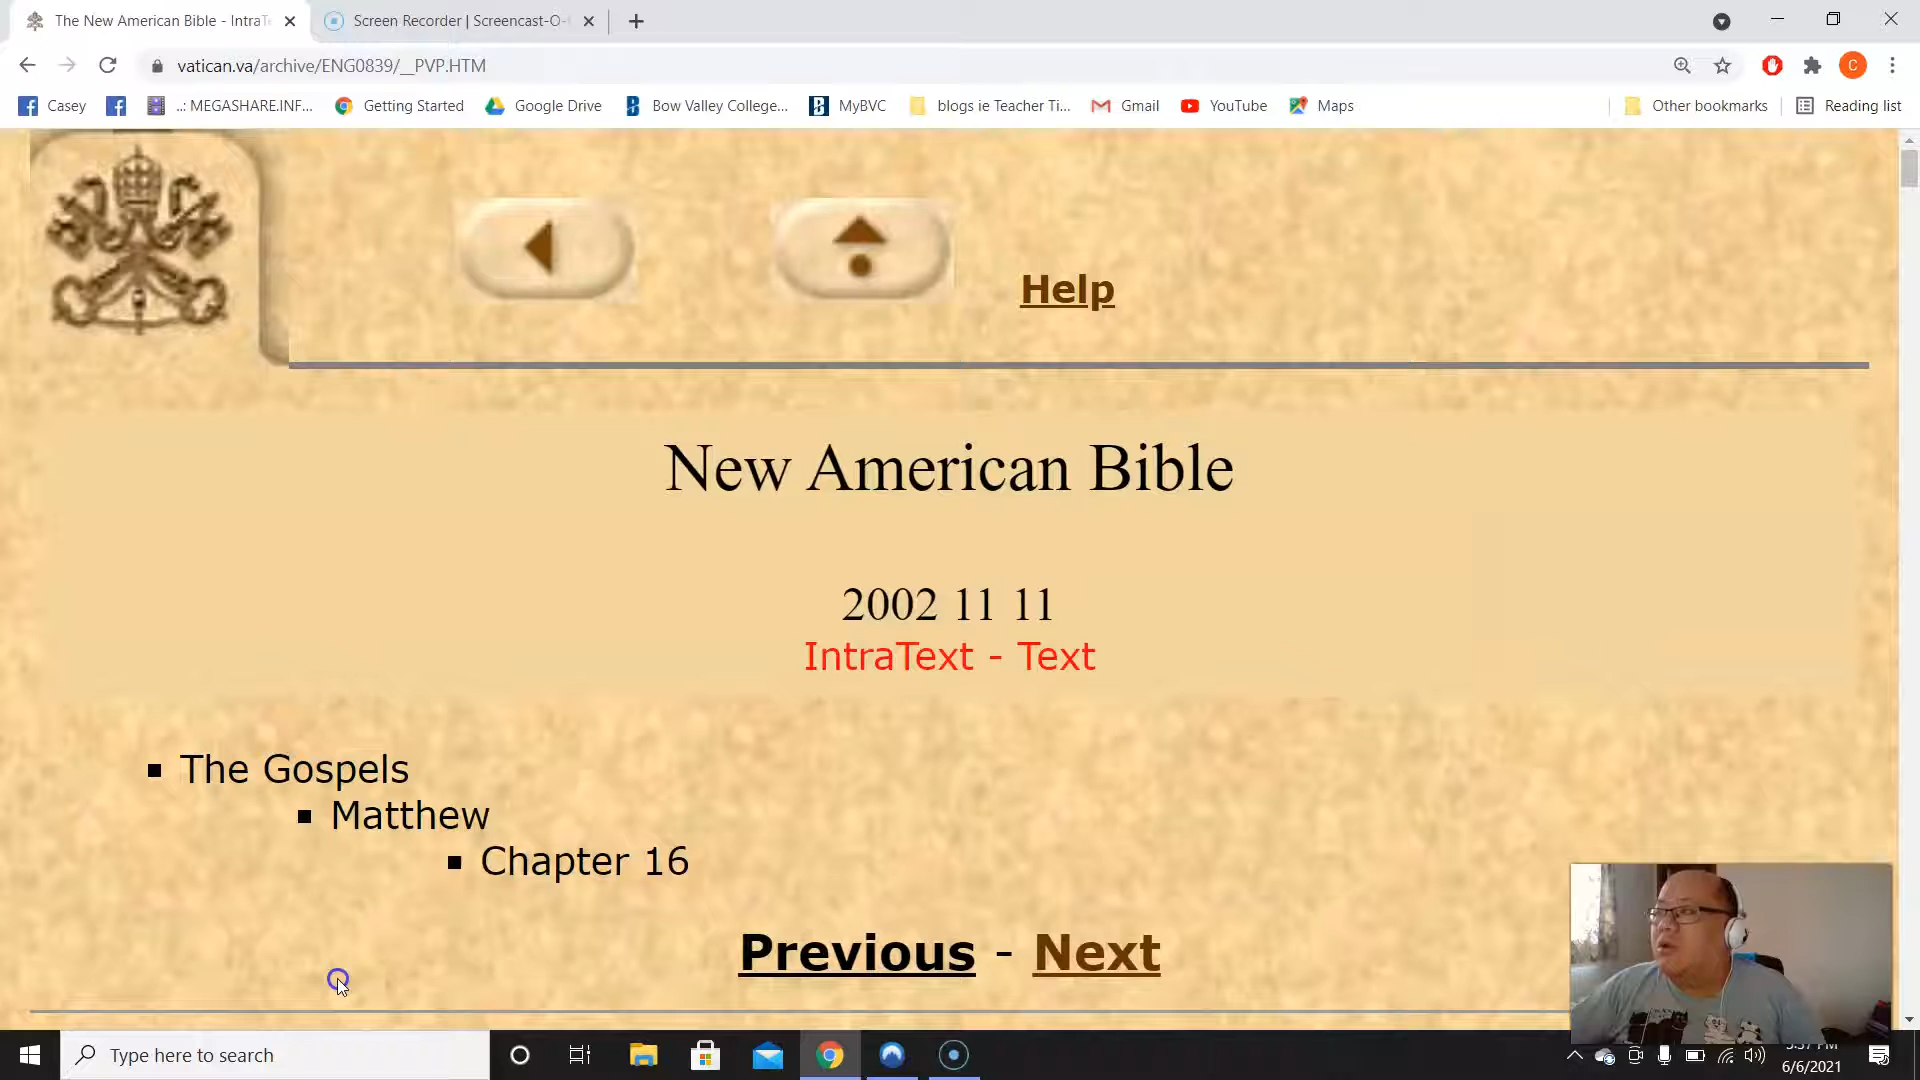 The New American Bible - IntraTe
Screen Recorder | Screencast-O-
vatican.va/archive/ENG0839/__PVP.HTM
C
Casey
..: MEGASHARE.INF...
Getting Started
Google Drive
Bow Valley College...
MyBVC
blogs ie Teacher Ti...
Gmail
YouTube
Maps
Other bookmarks
Reading list
Help
New American Bible
2002 11 11
IntraText - Text
The Gospels
Matthew
Chapter 16
Previous - Next
Type here to search
6/6/2021